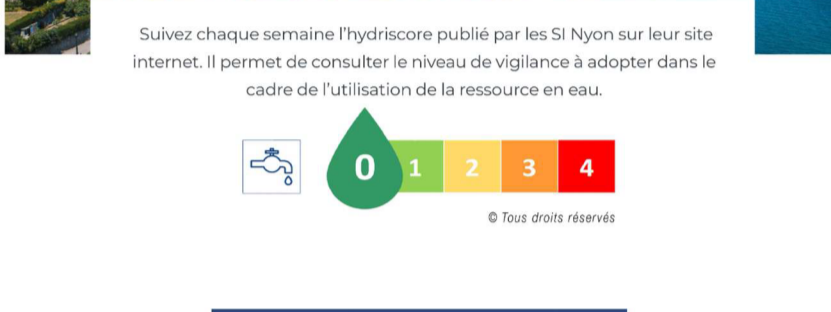 Suivez chaque semaine l'hydriscore publié par les SI Nyon sur leur site
internet. Il permet de consulter le niveau de vigilance à adopter dans le
cadre de l'utilisation de la ressource en eau.
0 1 2 3 4
© Tous droits réservés